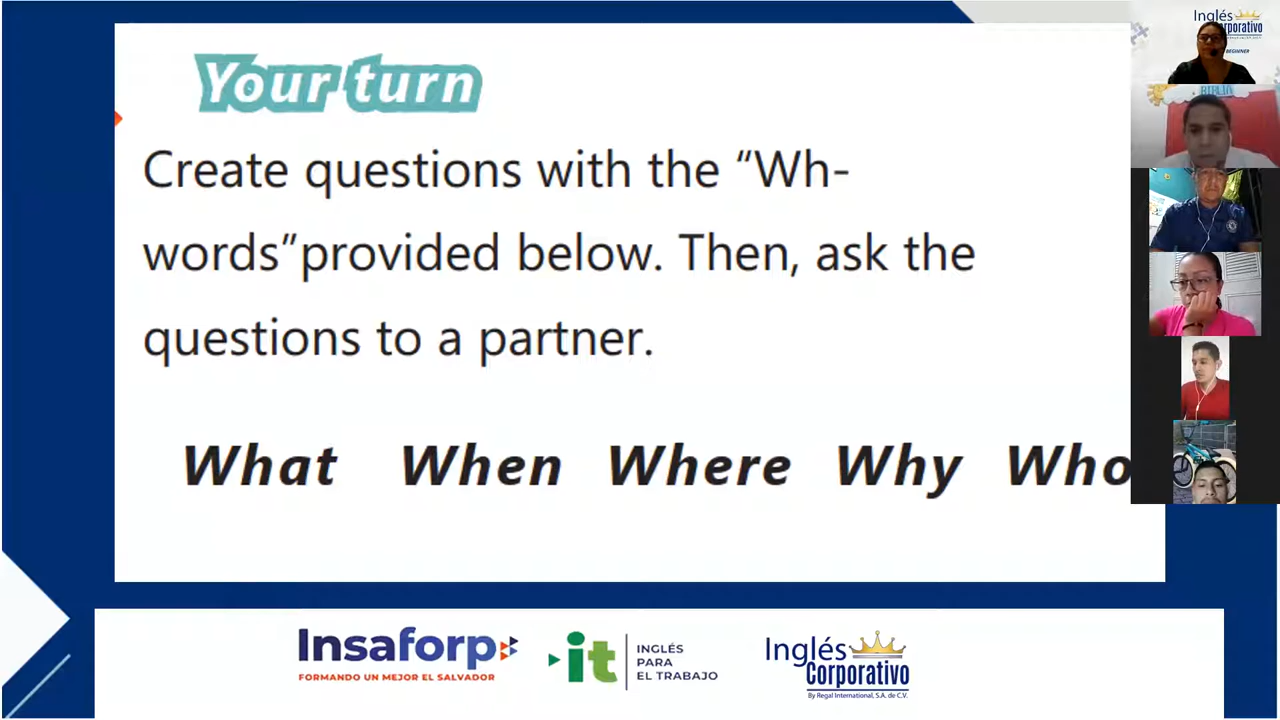 Your turn
Create questions with the “Wh-
words”provided below. Then, ask the
questions to a partner.
What When Where Why Who
Insaforp
FORMANDO UN MEJOR EL SALVADOR
it
INGLÉS
PARA
EL TRABAJO
Inglés
Corporativo
By Regal International, S.A. de C.V.
Inglés
BEGINNER